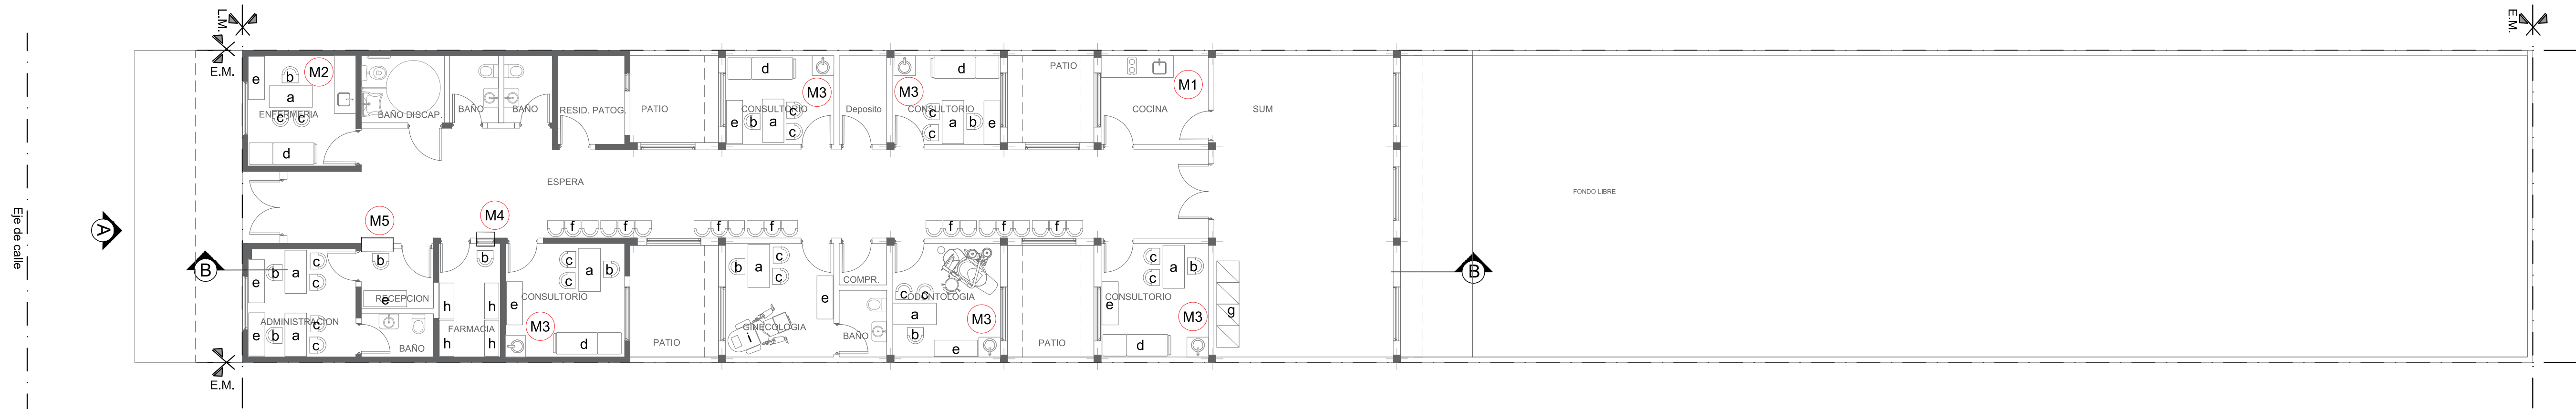 L.M.
E.M.
E.M.
Eje de calle
A
B
e
b
M2
a
ENFERMERIA
c
c
d
BAÑO DISCAP.
BAÑO
BAÑO
RESID. PATOG.
PATIO
d
M3
CONSULTORIO
e
b
a
c
c
Deposito
d
M3
CONSULTORIO
c
c
a
b
e
PATIO
COCINA
M1
SUM
ESPERA
FONDO LIBRE
M5
M4
f
f
f
f
f
f
f
e
b
a
c
c
ADMINISTRACION
e
b
a
c
c
b
RECEPCION
e
BAÑO
b
h
h
FARMACIA
h
h
c
c
a
b
e
CONSULTORIO
M3
d
PATIO
b
a
c
c
e
GINECOLOGIA
i
COMPR.
BAÑO
ODONTOLOGIA
c
c
a
b
M3
e
PATIO
c
c
a
b
e
CONSULTORIO
M3
d
g
B
E.M.